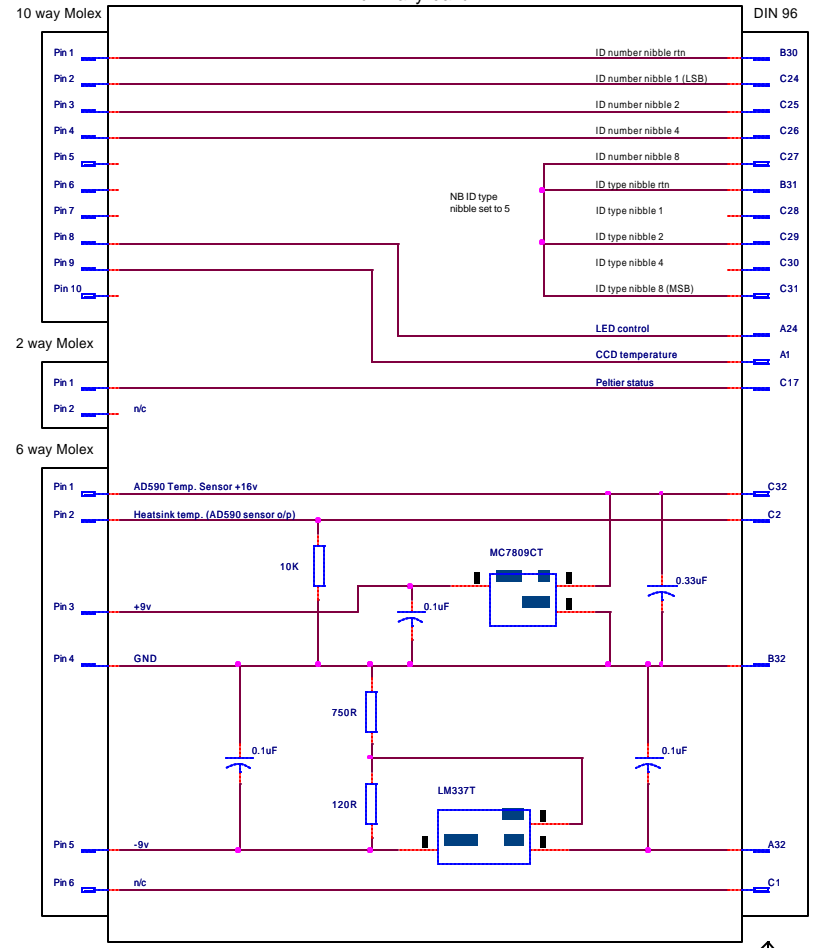 10 way Molex
DIN 96
Pin 1
ID number nibble rtn
B30
Pin 2
ID number nibble 1 (LSB)
C24
Pin 3
ID number nibble 2
C25
Pin 4
ID number nibble 4
C26
Pin 5
ID number nibble 8
C27
Pin 6
ID type nibble rtn
B31
NB ID type
nibble set to 5
Pin 7
ID type nibble 1
C28
Pin 8
ID type nibble 2
C29
Pin 9
ID type nibble 4
C30
Pin 10
ID type nibble 8 (MSB)
C31
LED control
A24
2 way Molex
CCD temperature
A1
Pin 1
Peltier status
C17
Pin 2
n/c
6 way Molex
Pin 1
AD590 Temp. Sensor +16v
C32
Pin 2
Heatsink temp. (AD590 sensor o/p)
C2
MC7809CT
10K
0.33uF
Pin 3
+9v
0.1uF
Pin 4
GND
B32
750R
0.1uF
0.1uF
LM337T
120R
Pin 5
-9v
A32
Pin 6
n/c
C1